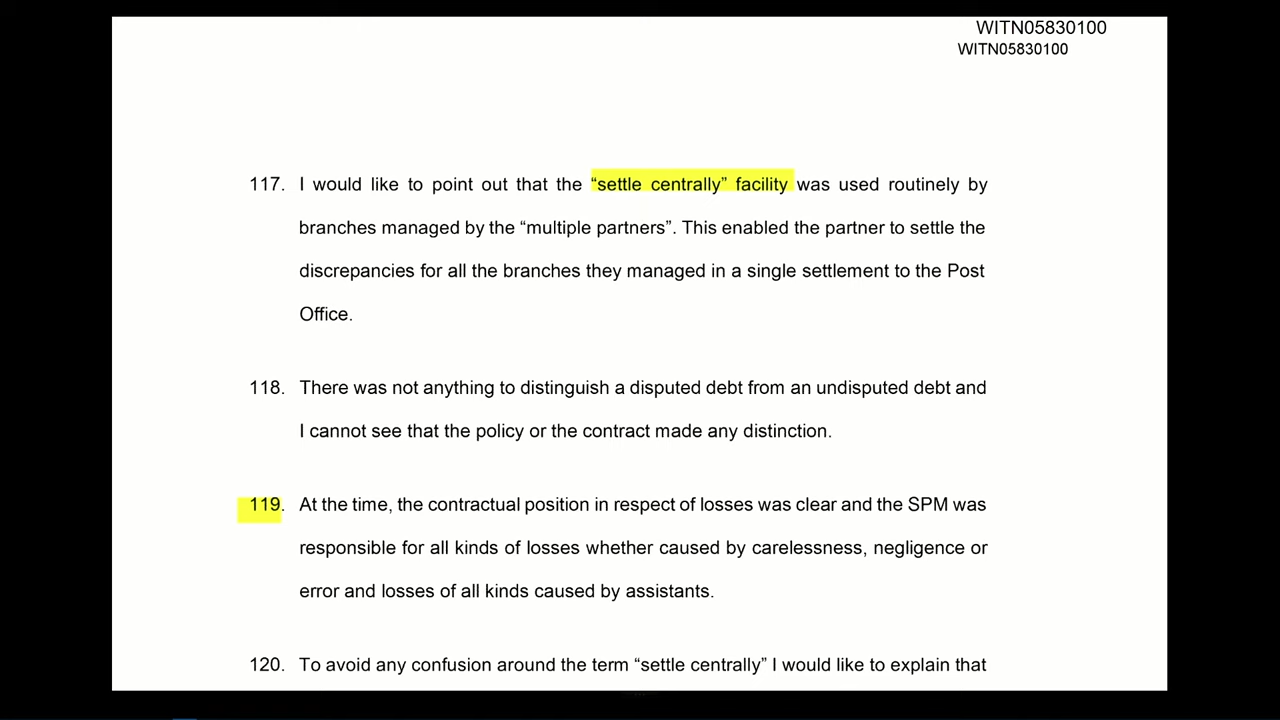 WITN05830100
WITN05830100
117. I would like to point out that the “settle centrally” facility was used routinely by
branches managed by the “multiple partners”. This enabled the partner to settle the
discrepancies for all the branches they managed in a single settlement to the Post
Office.
118. There was not anything to distinguish a disputed debt from an undisputed debt and
I cannot see that the policy or the contract made any distinction.
119. At the time, the contractual position in respect of losses was clear and the SPM was
responsible for all kinds of losses whether caused by carelessness, negligence or
error and losses of all kinds caused by assistants.
120. To avoid any confusion around the term “settle centrally” I would like to explain that